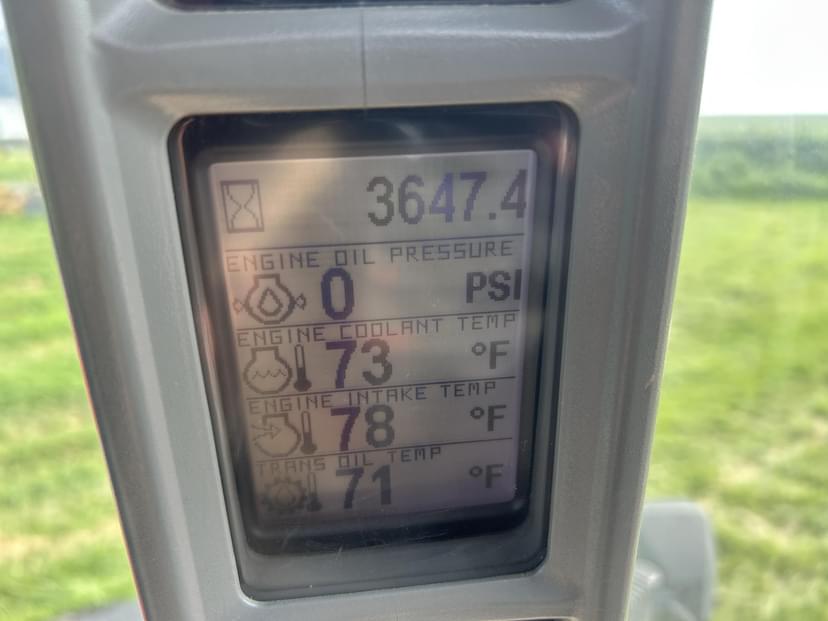 3647.4
ENGINE OIL PRESSURE
0 PSI
ENGINE COOLANT TEMP
73 °F
ENGINE INTAKE TEMP
78 °F
TRANS OIL TEMP
71 °F